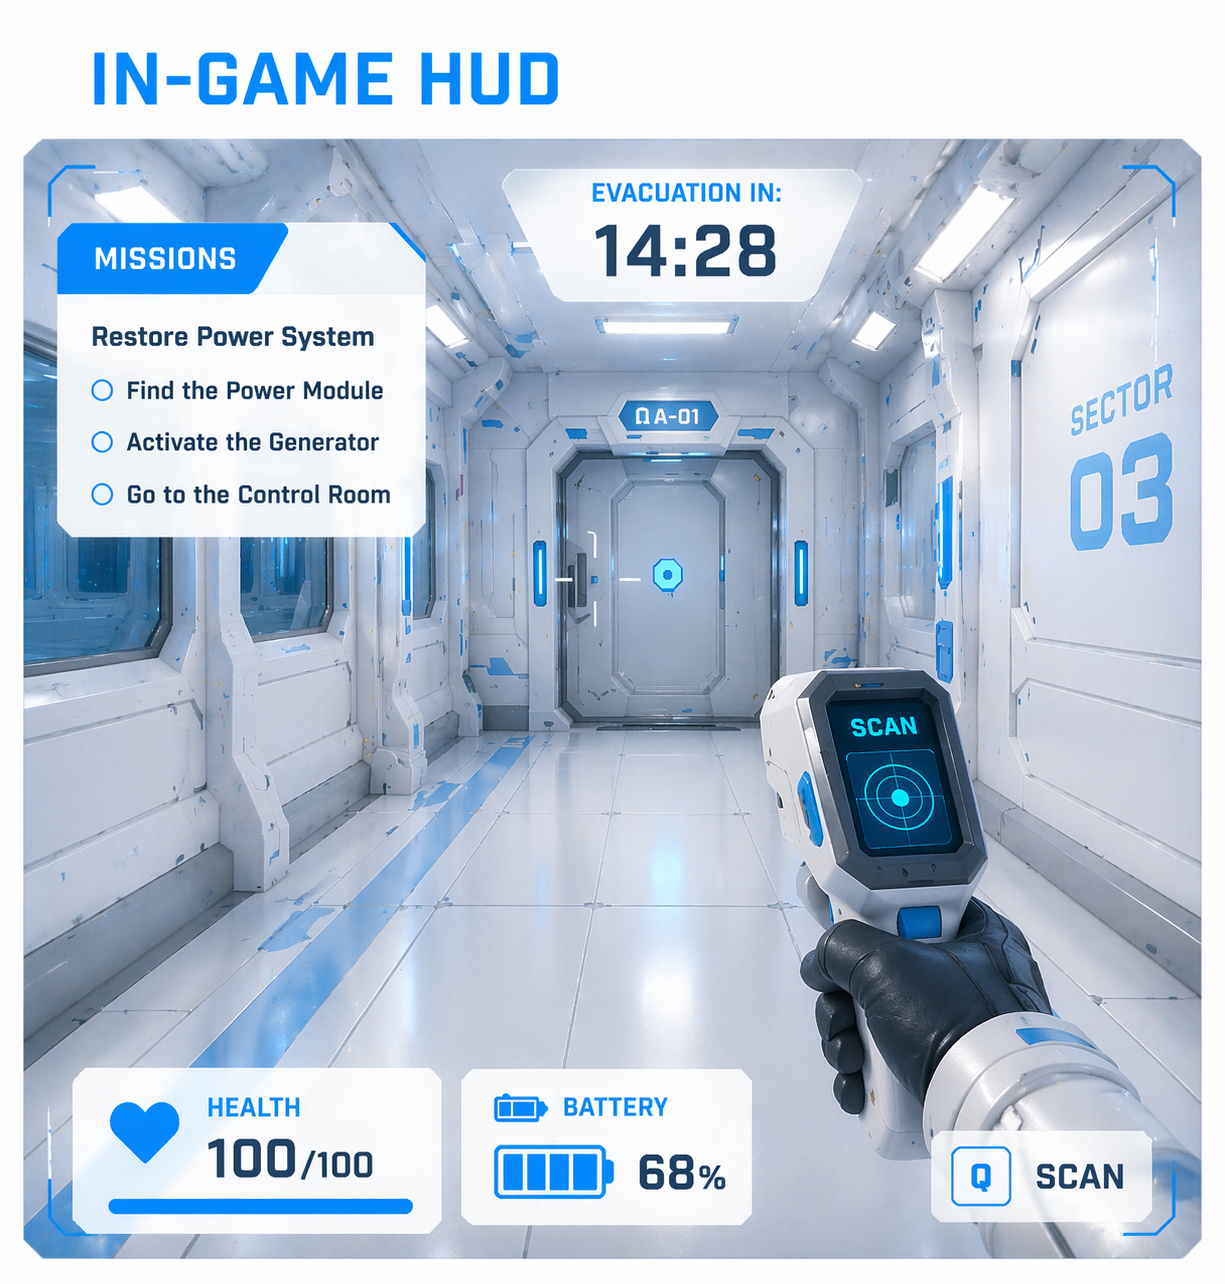 IN-GAME HUD
EVACUATION IN:
14:28
MISSIONS
Restore Power System
Find the Power Module
Activate the Generator
Go to the Control Room
ΩA-01
SECTOR
03
SCAN
HEALTH
100/100
BATTERY
68%
Q SCAN